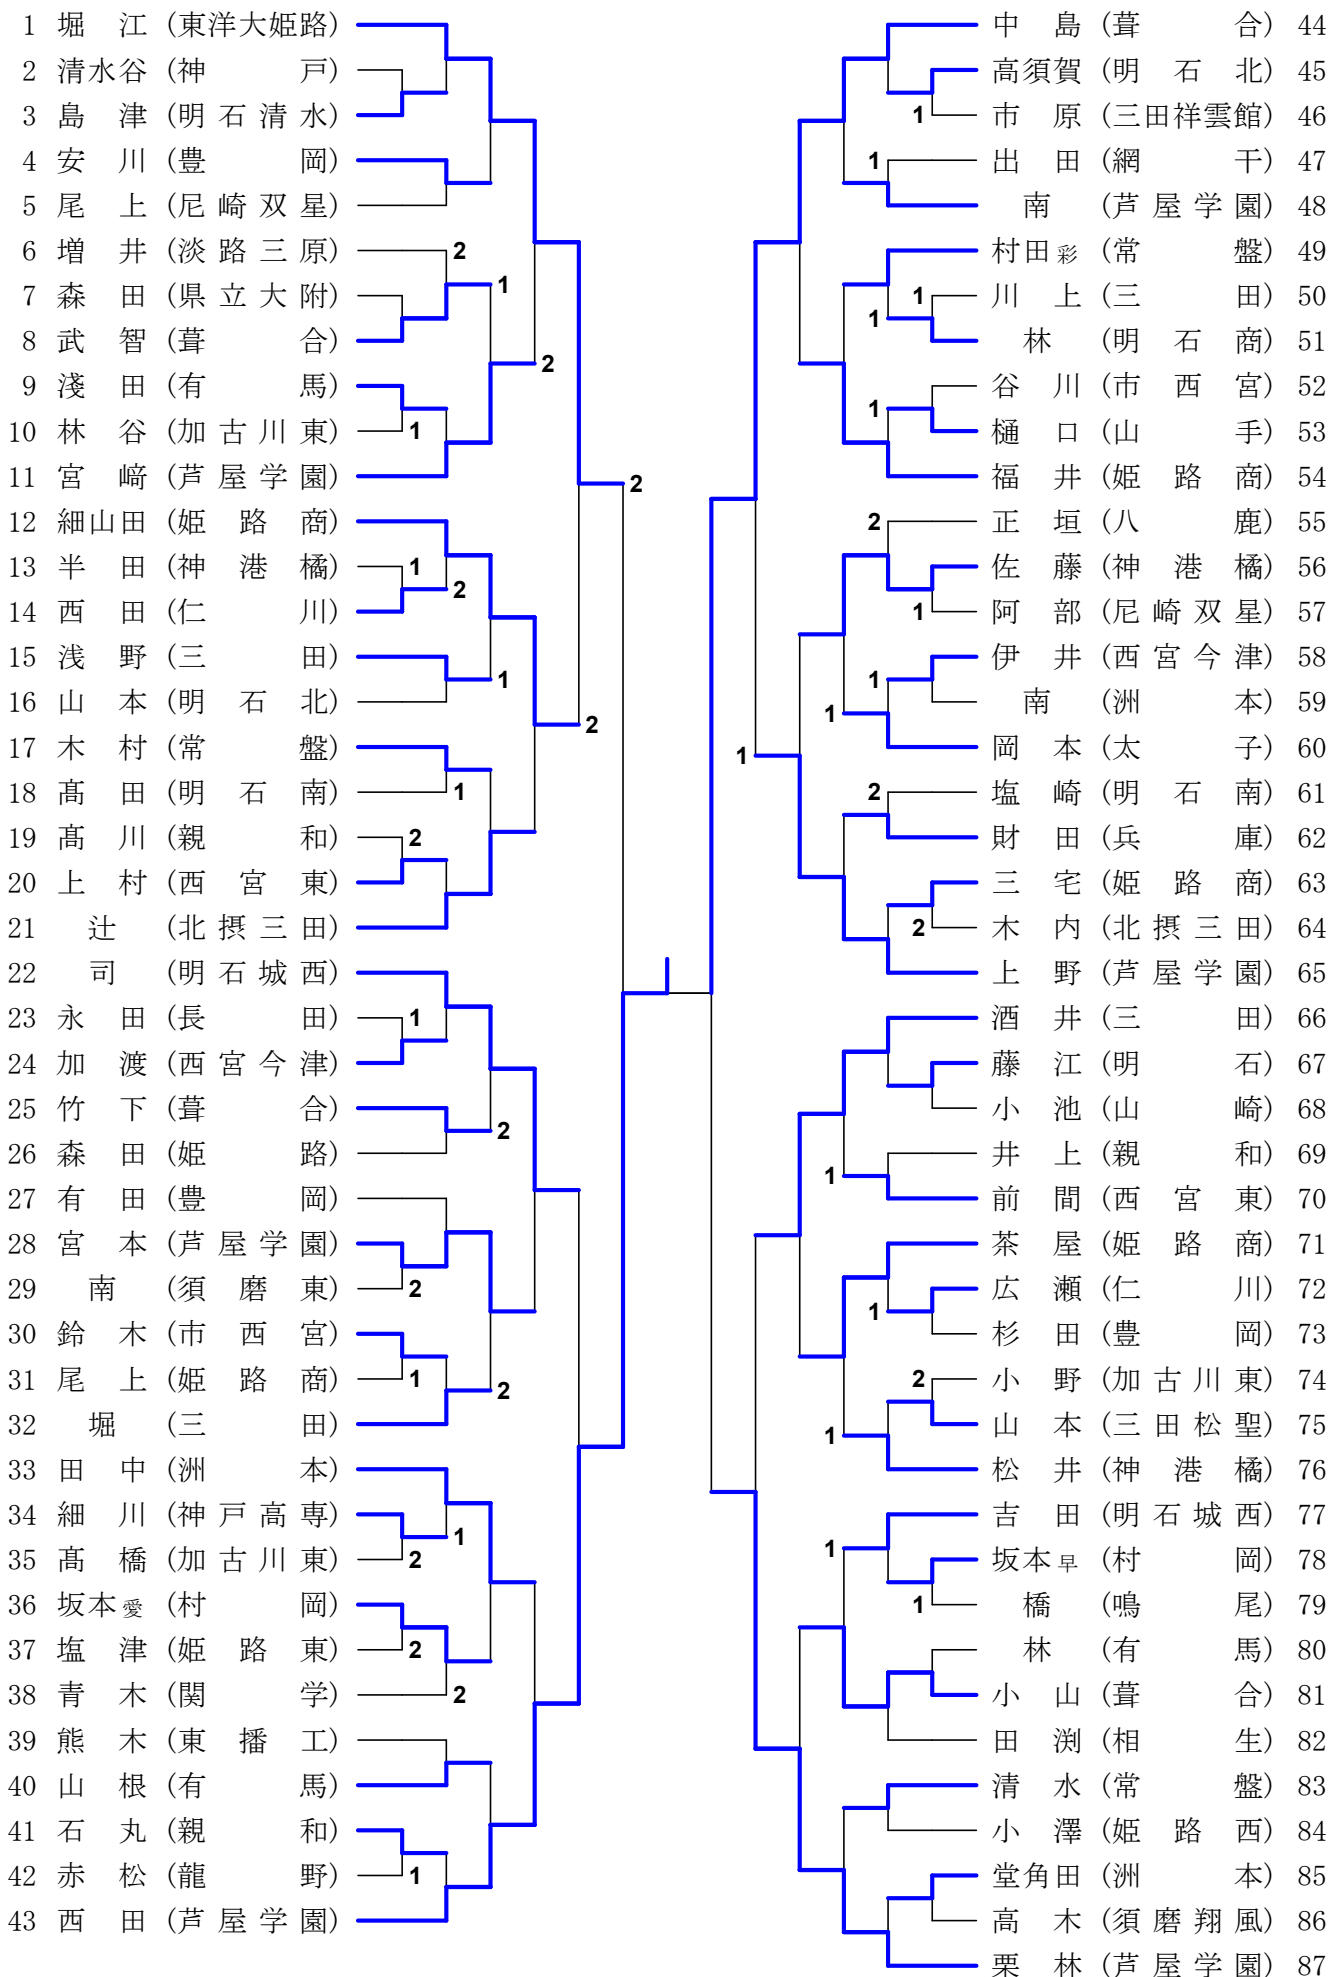 1 堀江 (東洋大姫路)
2 清水谷 (神戸)
3 島津 (明石清水)
4 安川 (豊岡)
5 尾上 (尼崎双星)
6 増井 (淡路三原) 2
7 森田 (県立大附) 1
8 武智 (葺合)
2
9 淺田 (有馬)
10 林谷 (加古川東) 1
11 宮﨑 (芦屋学園)
2
12 細山田 (姫路商)
13 半田 (神港橘) 1
2
14 西田 (仁川)
15 浅野 (三田)
1
16 山本 (明石北)
2
17 木村 (常盤)
18 髙田 (明石南) 1
19 髙川 (親和) 2
20 上村 (西宮東)
21 辻 (北摂三田)
22 司 (明石城西)
23 永田 (長田) 1
24 加渡 (西宮今津)
25 竹下 (葺合)
2
26 森田 (姫路)
27 有田 (豊岡)
28 宮本 (芦屋学園)
29 南 (須磨東) 2
30 鈴木 (市西宮)
31 尾上 (姫路商) 1
2
32 堀 (三田)
33 田中 (洲本)
34 細川 (神戸高専)
1
35 髙橋 (加古川東) 2
36 坂本愛 (村岡)
37 塩津 (姫路東) 2
38 青木 (関学) 2
39 熊木 (東播工)
40 山根 (有馬)
41 石丸 (親和)
42 赤松 (龍野) 1
43 西田 (芦屋学園)
中島 (葺合) 44
高須賀 (明石北) 45
1 市原 (三田祥雲館) 46
1 出田 (網干) 47
南 (芦屋学園) 48
村田彩 (常盤) 49
1 川上 (三田) 50
1
林 (明石商) 51
谷川 (市西宮) 52
1
樋口 (山手) 53
福井 (姫路商) 54
2 正垣 (八鹿) 55
佐藤 (神港橘) 56
1 阿部 (尼崎双星) 57
伊井 (西宮今津) 58
1
南 (洲本) 59
1
岡本 (太子) 60
1
2 塩崎 (明石南) 61
財田 (兵庫) 62
三宅 (姫路商) 63
2 木内 (北摂三田) 64
上野 (芦屋学園) 65
酒井 (三田) 66
藤江 (明石) 67
小池 (山崎) 68
井上 (親和) 69
1
前間 (西宮東) 70
茶屋 (姫路商) 71
広瀬 (仁川) 72
1
杉田 (豊岡) 73
2 小野 (加古川東) 74
山本 (三田松聖) 75
1
松井 (神港橘) 76
吉田 (明石城西) 77
1
坂本早 (村岡) 78
1 橋 (鳴尾) 79
林 (有馬) 80
小山 (葺合) 81
田渕 (相生) 82
清水 (常盤) 83
小澤 (姫路西) 84
堂角田 (洲本) 85
高木 (須磨翔風) 86
栗林 (芦屋学園) 87